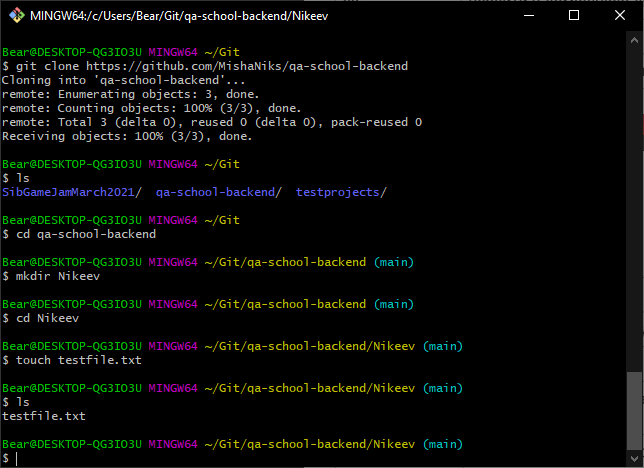 MINGW64:/c/Users/Bear/Git/qa-school-backend/Nikeev
Bear@DESKTOP-QG3IO3U MINGW64 ~/Git
$ git clone https://github.com/MishaNiks/qa-school-backend
Cloning into 'qa-school-backend'...
remote: Enumerating objects: 3, done.
remote: Counting objects: 100% (3/3), done.
remote: Total 3 (delta 0), reused 0 (delta 0), pack-reused 0
Receiving objects: 100% (3/3), done.
Bear@DESKTOP-QG3IO3U MINGW64 ~/Git
$ ls
SibGameJamMarch2021/  qa-school-backend/  testprojects/
Bear@DESKTOP-QG3IO3U MINGW64 ~/Git
$ cd qa-school-backend
Bear@DESKTOP-QG3IO3U MINGW64 ~/Git/qa-school-backend (main)
$ mkdir Nikeev
Bear@DESKTOP-QG3IO3U MINGW64 ~/Git/qa-school-backend (main)
$ cd Nikeev
Bear@DESKTOP-QG3IO3U MINGW64 ~/Git/qa-school-backend/Nikeev (main)
$ touch testfile.txt
Bear@DESKTOP-QG3IO3U MINGW64 ~/Git/qa-school-backend/Nikeev (main)
$ ls
testfile.txt
Bear@DESKTOP-QG3IO3U MINGW64 ~/Git/qa-school-backend/Nikeev (main)
$